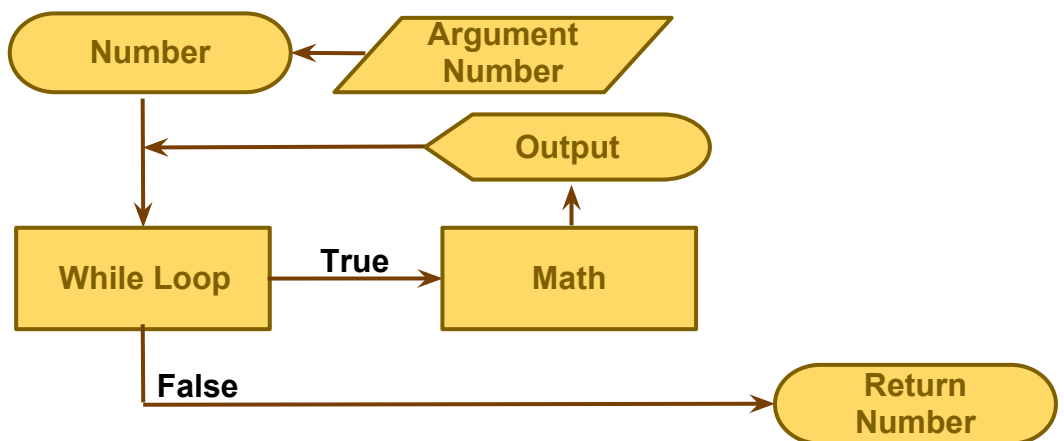 Number
Argument
Number
Output
While Loop
True
Math
False
Return
Number